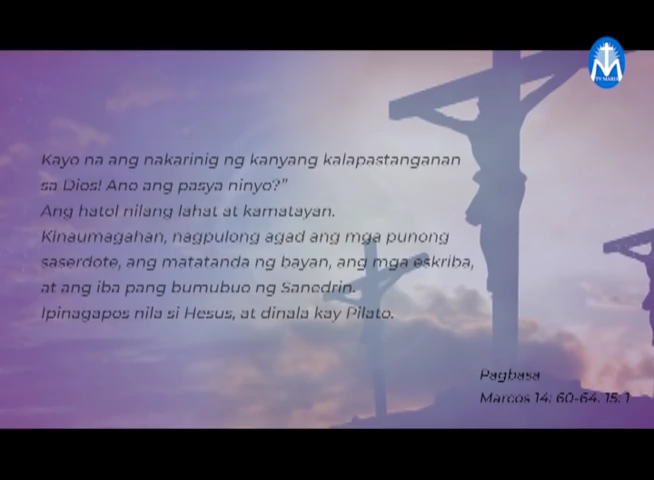 TV MARIA
Kayo na ang nakarinig ng kanyang kalapastanganan
sa Dios! Ano ang pasya ninyo?"
Ang hatol nilang lahat at kamatayan.
Kinaumagahan, nagpulong agad ang mga punong
saserdote, ang matatanda ng bayan, ang mga eskriba,
at ang iba pang bumubuo ng Sanedrin.
Ipinagapos nila si Hesus, at dinala kay Pilato.
Pagbasa
Marcos 14: 60-64. 15: 1